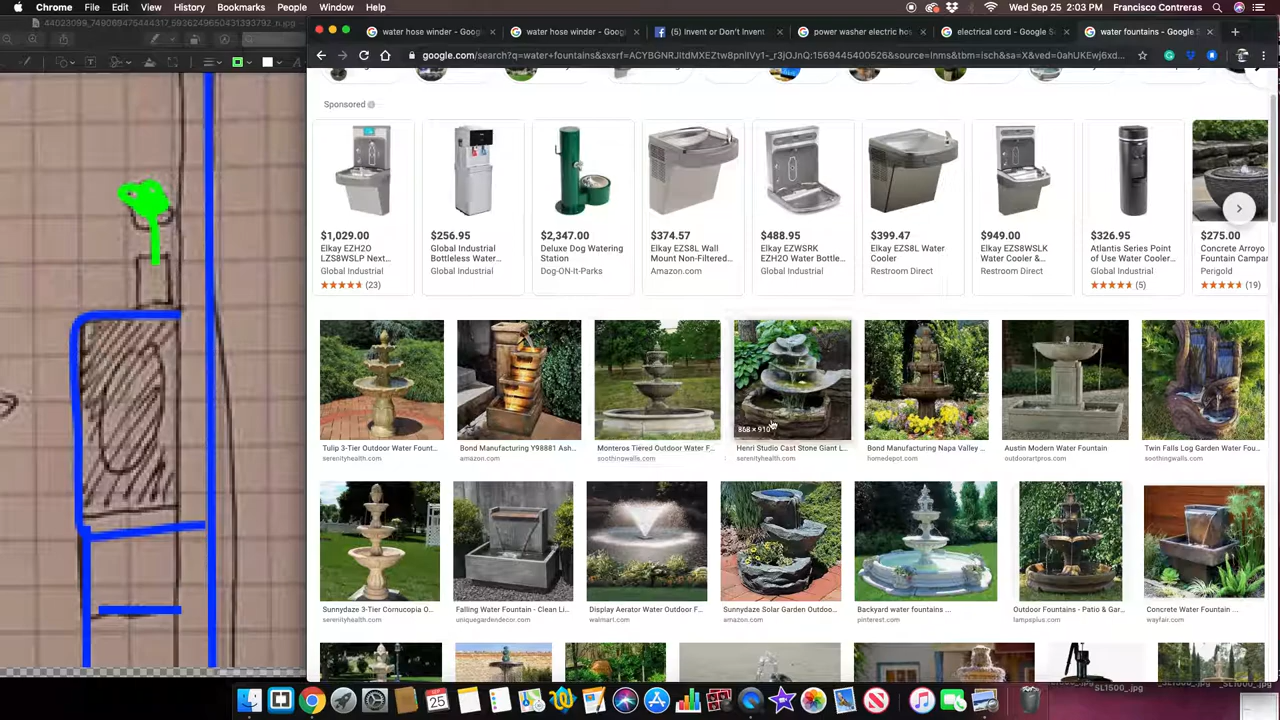 Chrome File Edit View History Bookmarks People Window Help
Wed Sep 25 2:03 PM Francisco Contreras
44023099_749069475444317_5936246065301393792_n.jpg
water hose winder - Goog
water hose winder - Googl
(5) Invent or Don't Invent
power washer electric hos
electrical cord - Google S
water fountains - Google S
Sponsored
$1,029.00
Elkay EZH2O
LZS8WSLP Next...
Global Industrial
(23)
$256.95
Global Industrial
Bottleless Water...
Global Industrial
$2,347.00
Deluxe Dog Watering
Station
Dog-ON-It-Parks
$374.57
Elkay EZS8L Wall
Mount Non-Filtered...
Amazon.com
$488.95
Elkay EZWSRK
EZH2O Water Bottle...
Global Industrial
$399.47
Elkay EZS8L Water
Cooler
Restroom Direct
$949.00
Elkay EZS8WSLK
Water Cooler &...
Restroom Direct
$326.95
Atlantis Series Point
of Use Water Cooler...
Global Industrial
(5)
$275.00
Concrete Arroyo
Fountain Campar
Perigold
(19)
868 × 910
Tulip 3-Tier Outdoor Water Fount...
serenityhealth.com
Bond Manufacturing Y98881 Ash...
amazon.com
Monteros Tiered Outdoor Water F...
soothingwalls.com
Henri Studio Cast Stone Giant L...
serenityhealth.com
Bond Manufacturing Napa Valley ...
homedepot.com
Austin Modern Water Fountain
outdoorartpros.com
Twin Falls Log Garden Water Fou...
soothingwalls.com
Sunnydaze 3-Tier Cornucopia O...
serenityhealth.com
Falling Water Fountain - Clean Li...
uniquegardendecor.com
Display Aerator Water Outdoor F...
walmart.com
Sunnydaze Solar Garden Outdoo...
amazon.com
Backyard water fountains ...
pinterest.com
Outdoor Fountains - Patio & Gar...
lampsplus.com
Concrete Water Fountain ...
wayfair.com
SL1500_.jpg
25